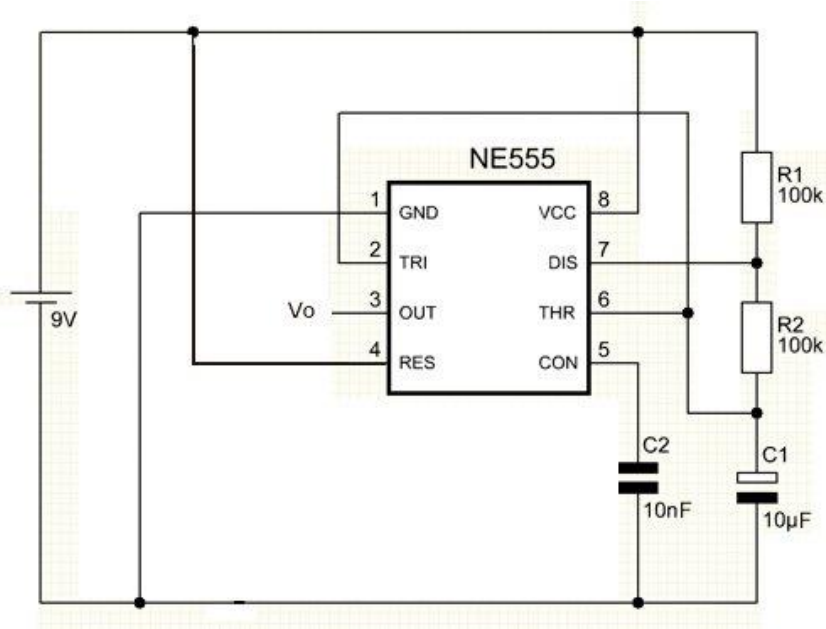 NE555
1 GND VCC 8
2 TRI DIS 7
Vo 3 OUT THR 6
4 RES CON 5
R1
100k
R2
100k
9V
C2
10nF
C1
10µF